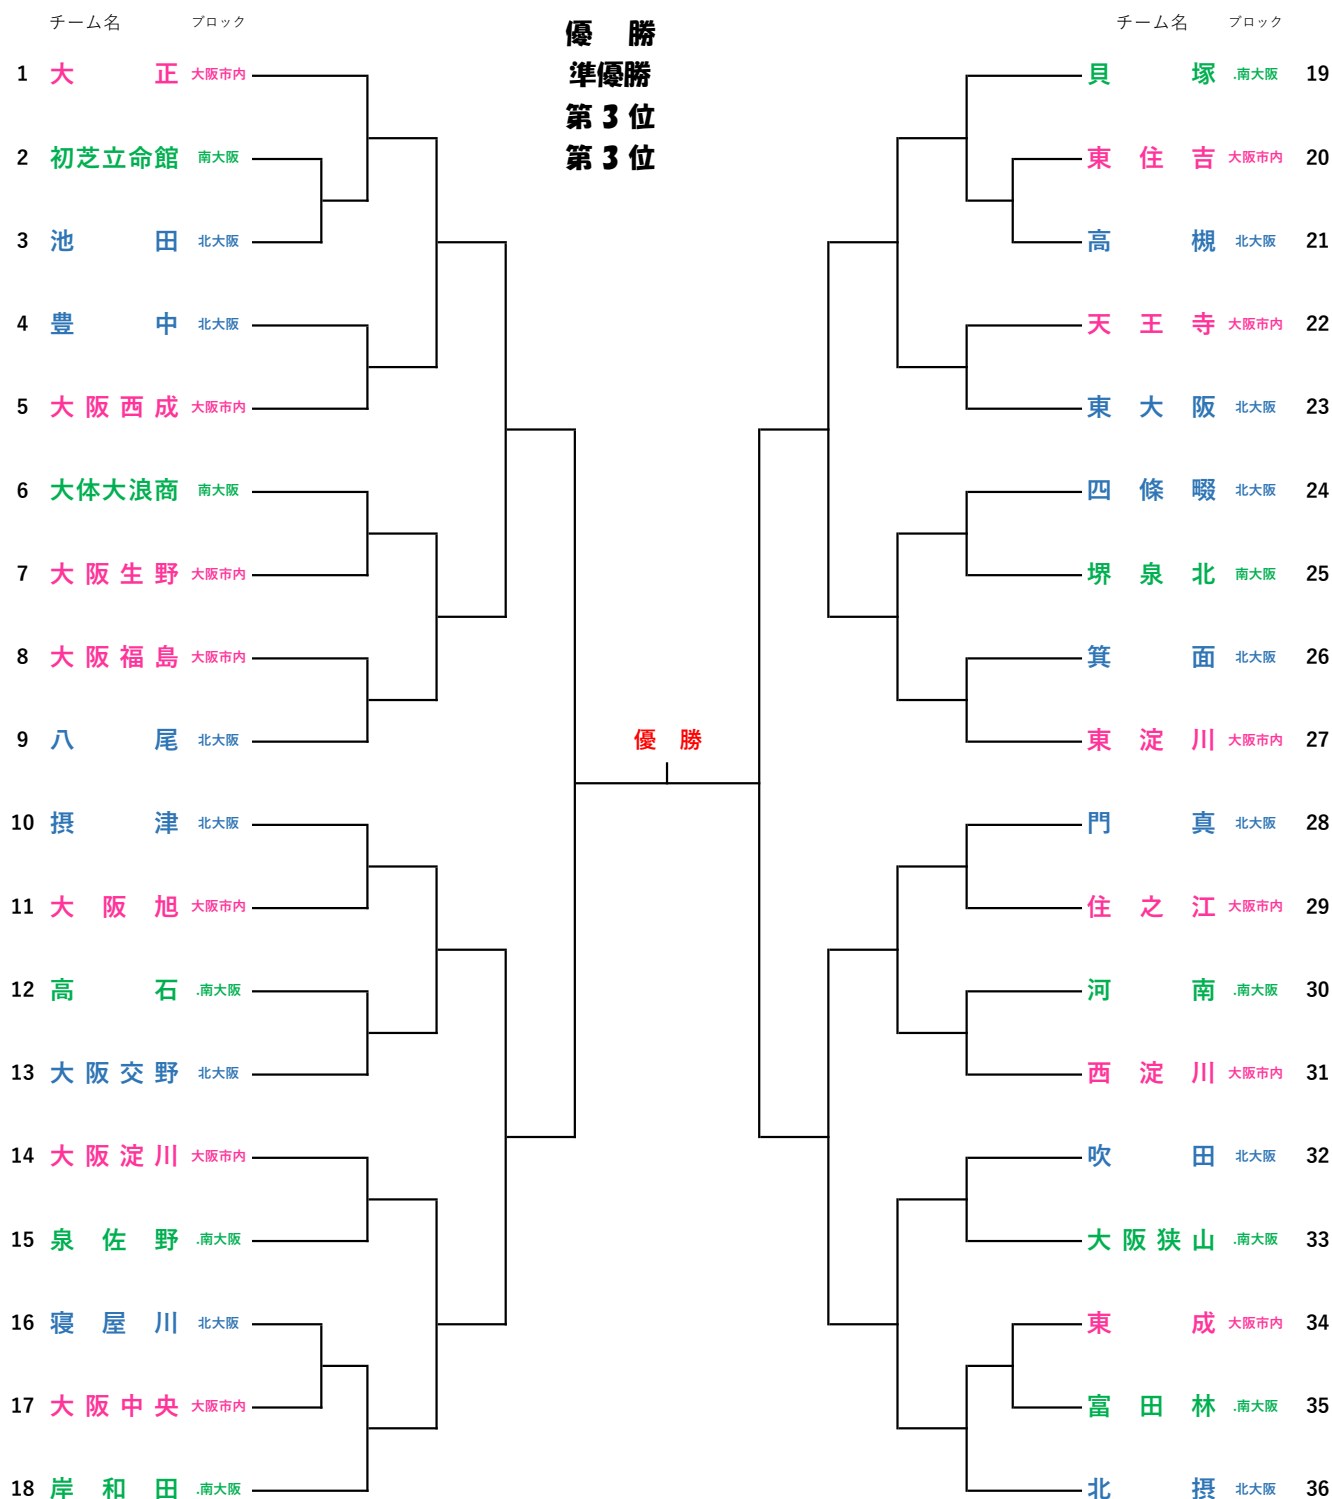 チーム名 ブロック
優 勝
準優勝
第 3 位
第 3 位
チーム名 ブロック
1 大 正 大阪市内
2 初芝立命館 南大阪
3 池 田 北大阪
4 豊 中 北大阪
5 大阪西成 大阪市内
6 大体大浪商 南大阪
7 大阪生野 大阪市内
8 大阪福島 大阪市内
9 八 尾 北大阪
10 摂 津 北大阪
11 大 阪 旭 大阪市内
12 高 石 .南大阪
13 大阪交野 北大阪
14 大阪淀川 大阪市内
15 泉 佐 野 .南大阪
16 寝 屋 川 北大阪
17 大阪中央 大阪市内
18 岸 和 田 .南大阪
優 勝
貝 塚 .南大阪 19
東 住 吉 大阪市内 20
高 槻 北大阪 21
天 王 寺 大阪市内 22
東 大 阪 北大阪 23
四 條 畷 北大阪 24
堺 泉 北 南大阪 25
箕 面 北大阪 26
東 淀 川 大阪市内 27
門 真 北大阪 28
住 之 江 大阪市内 29
河 南 .南大阪 30
西 淀 川 大阪市内 31
吹 田 北大阪 32
大阪狭山 .南大阪 33
東 成 大阪市内 34
富 田 林 .南大阪 35
北 摂 北大阪 36